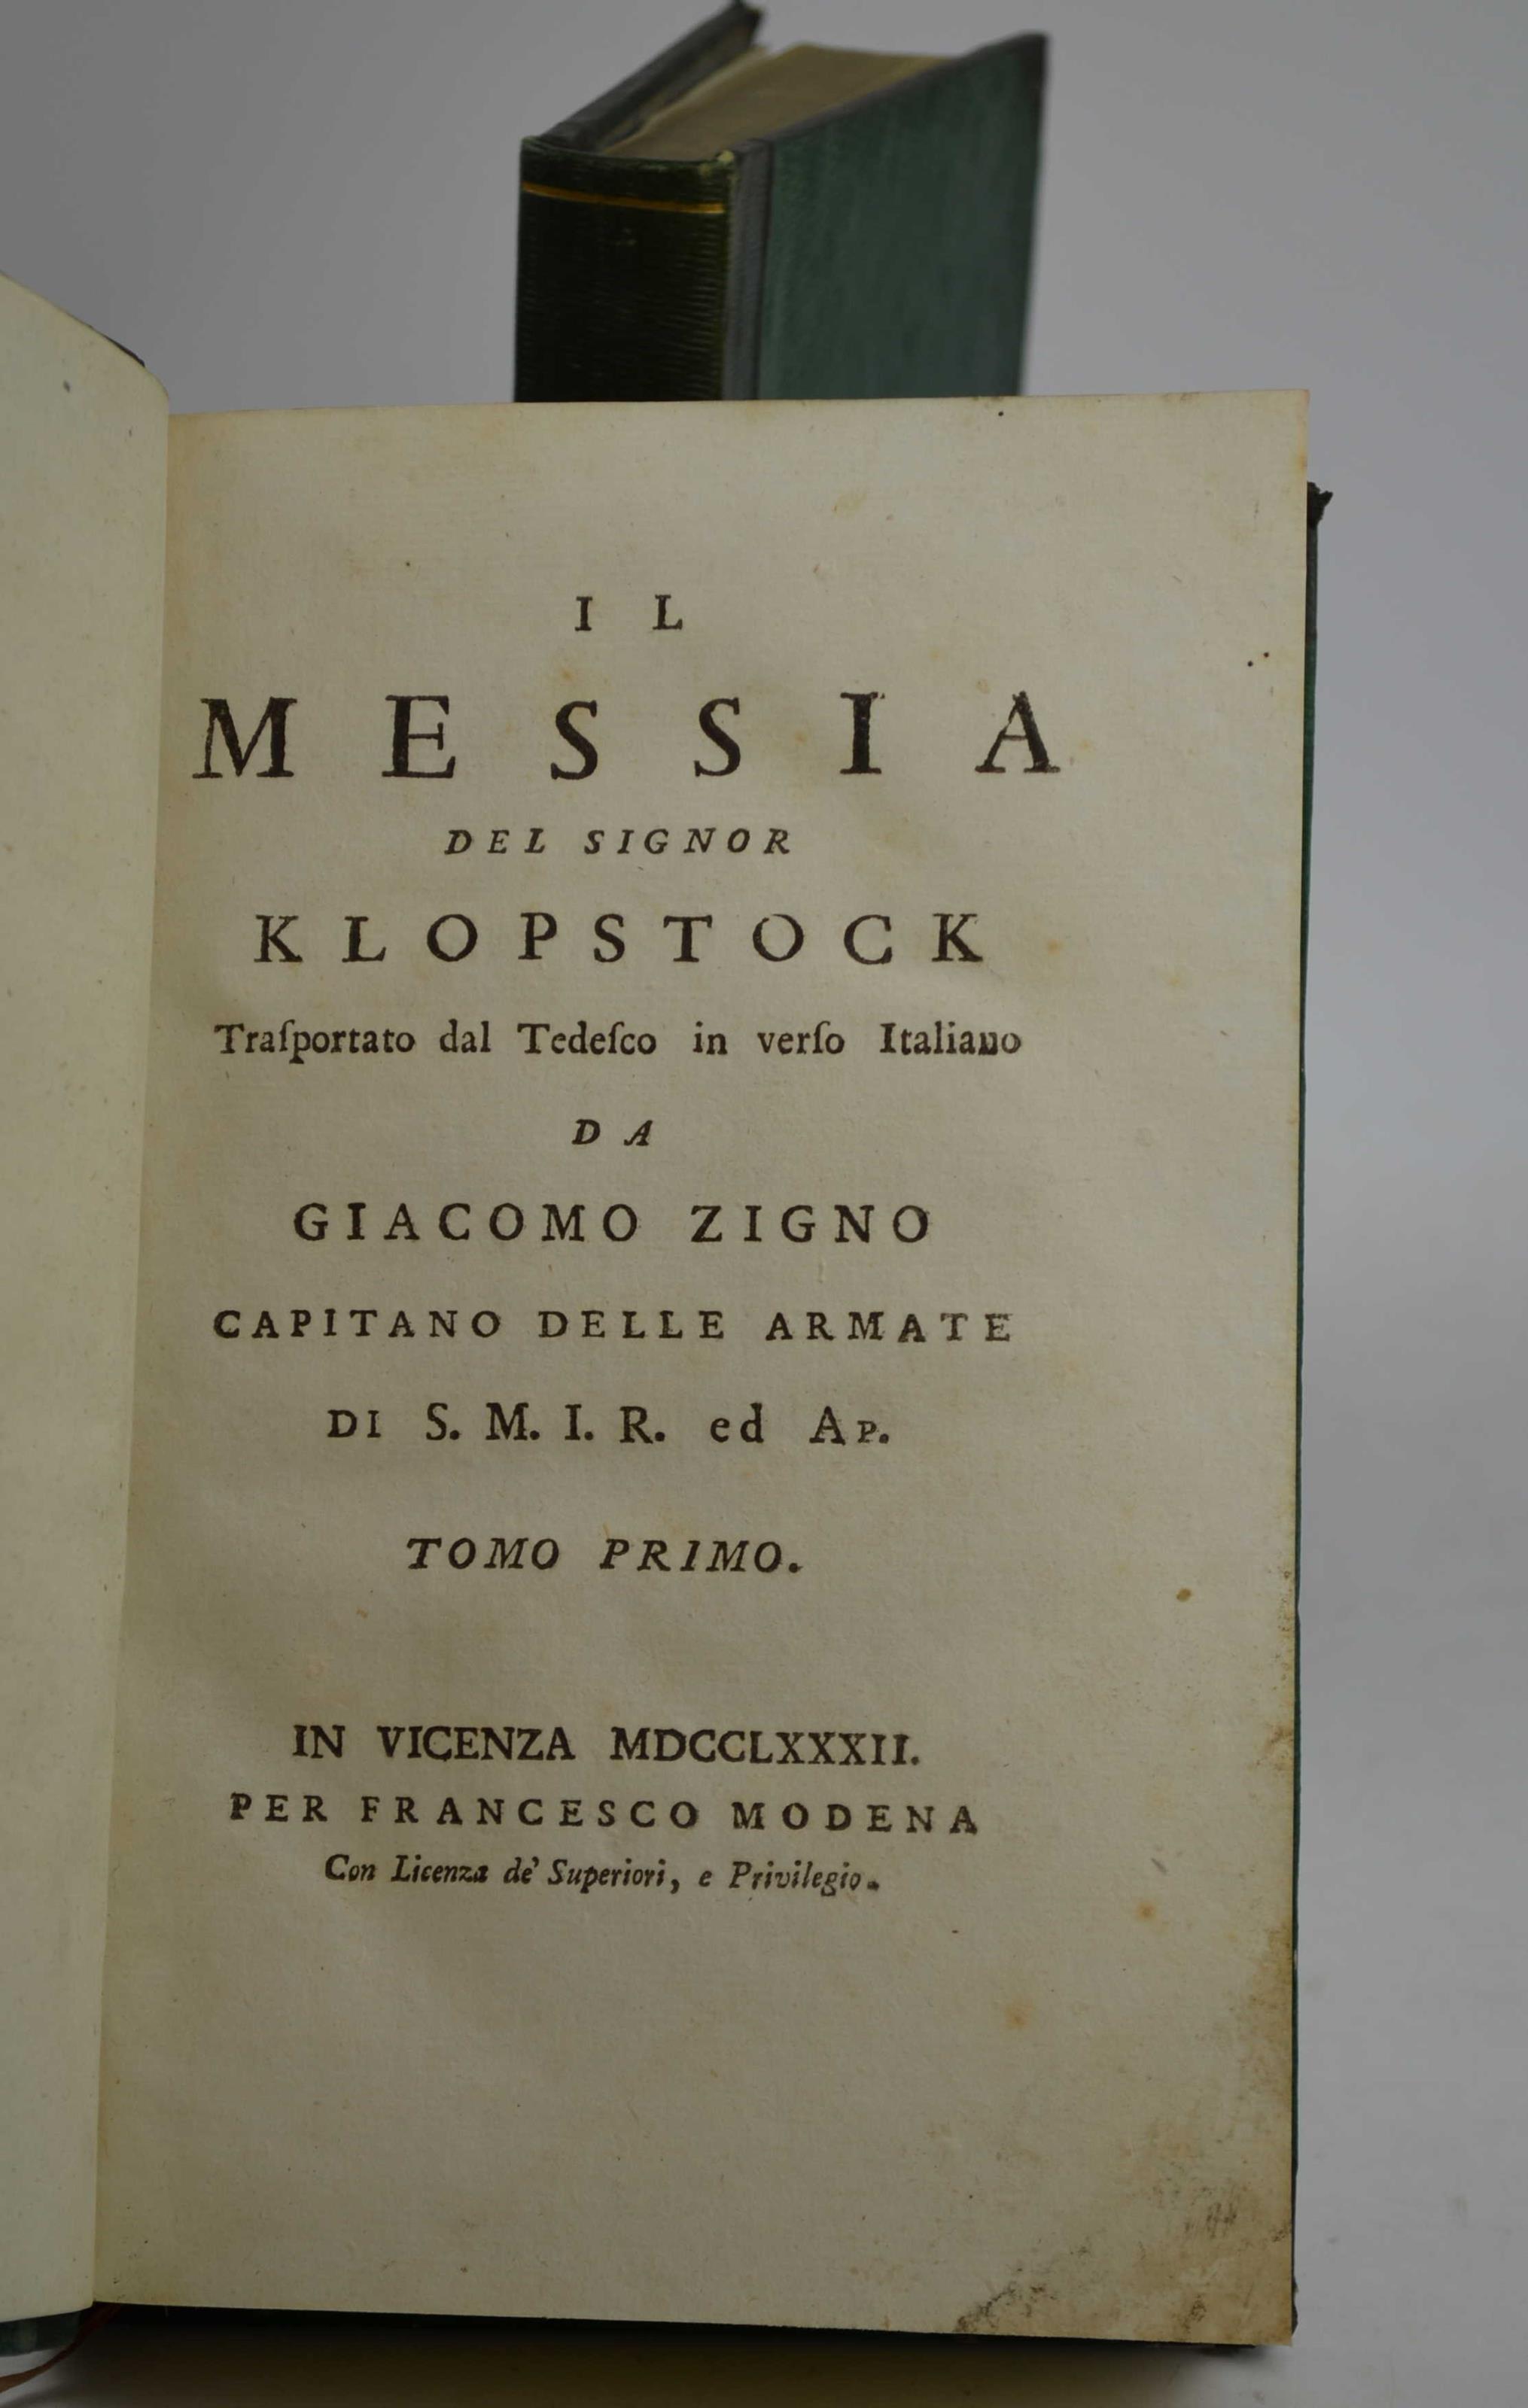 IL
MESSIA
DEL SIGNOR
KLOPSTOCK
Traſportato dal Tedeſco in verſo Italiano
DA
GIACOMO ZIGNO
CAPITANO DELLE ARMATE
DI S. M. I. R. ed AP.
TOMO PRIMO.
IN VICENZA MDCCLXXXII.
PER FRANCESCO MODENA
Con Licenza de' Superiori, e Privilegio.